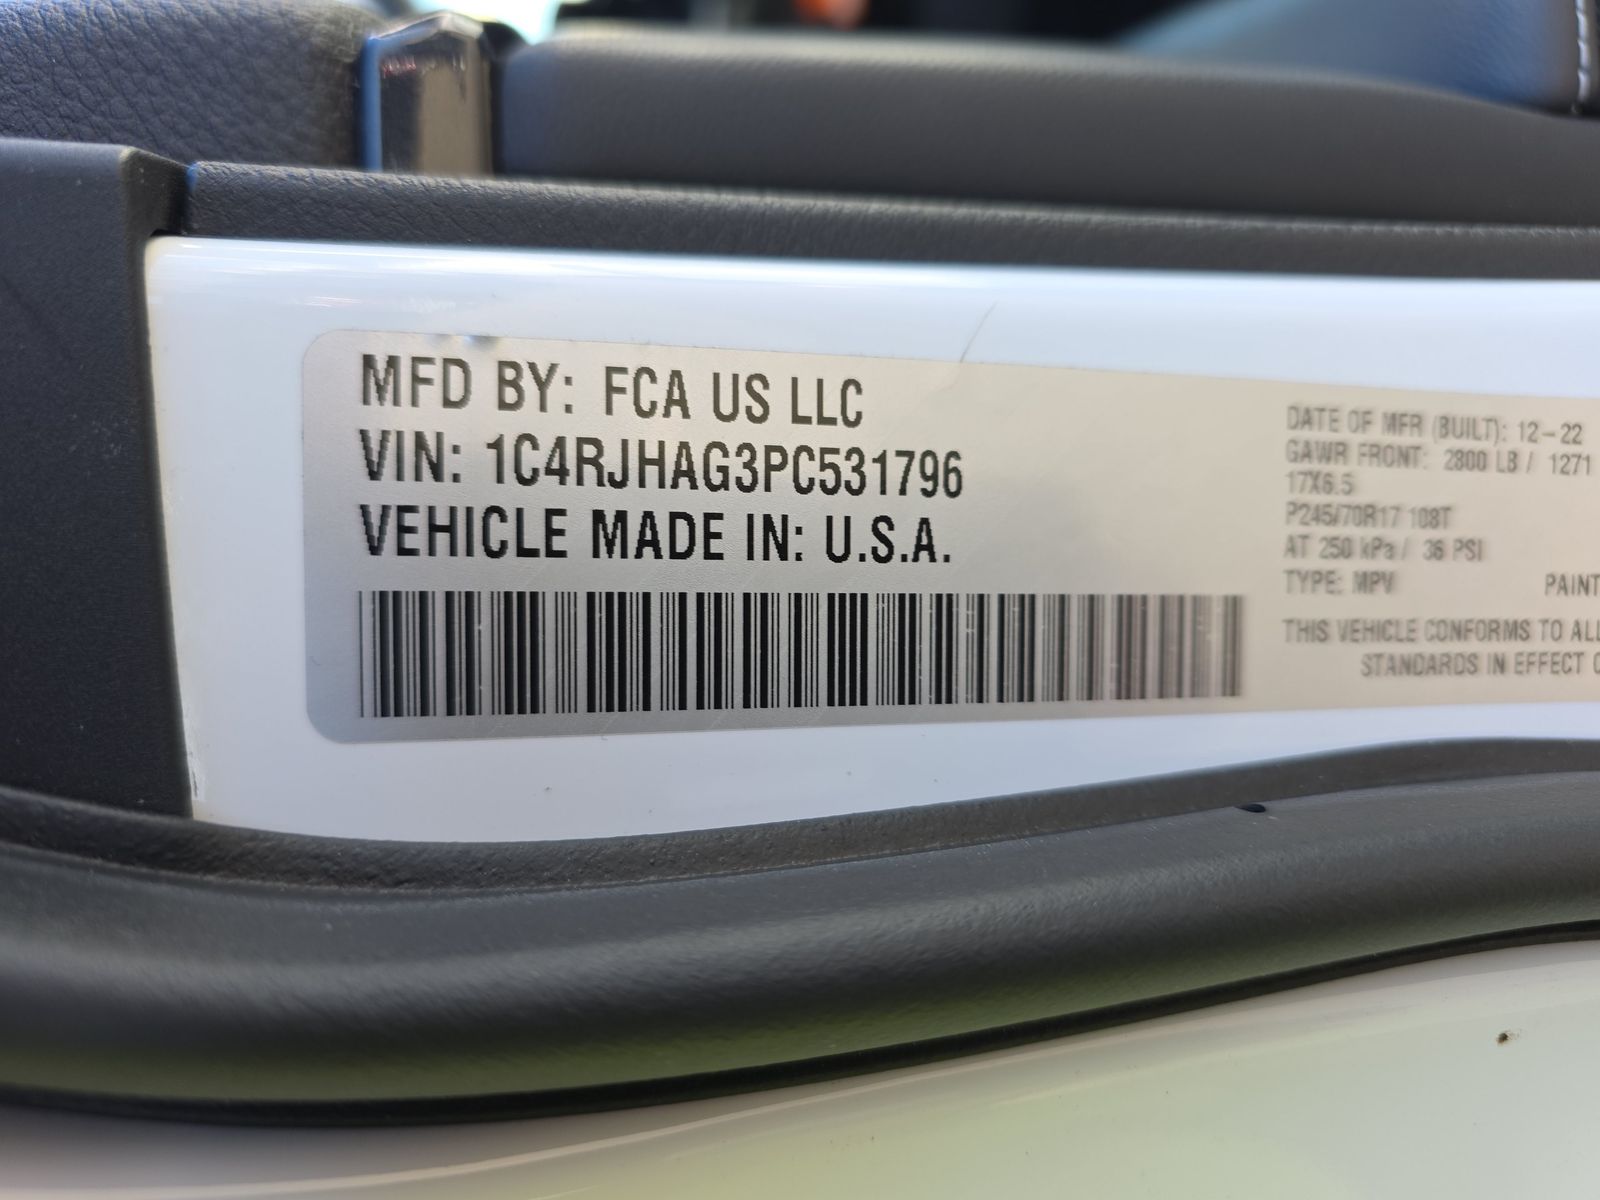 MFD BY: FCA US LLC
VIN: 1C4RJHAG3PC531796
VEHICLE MADE IN: U.S.A.
DATE OF MFR (BUILT): 12-22
GAWR FRONT: 2800 LB / 1271
17X6.5
P245/70R17 108T
AT 250 kPa / 36 PSI
TYPE: MPV PAINT
THIS VEHICLE CONFORMS TO ALL
STANDARDS IN EFFECT